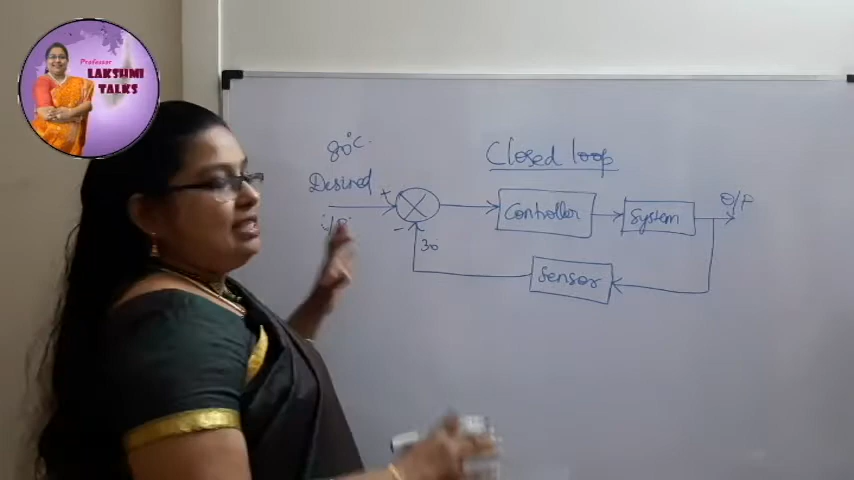 Professor
LAKSHMI
TALKS
80°C
Closed loop
Desired
i/p
+
-
30
Controller
System
O/P
Sensor